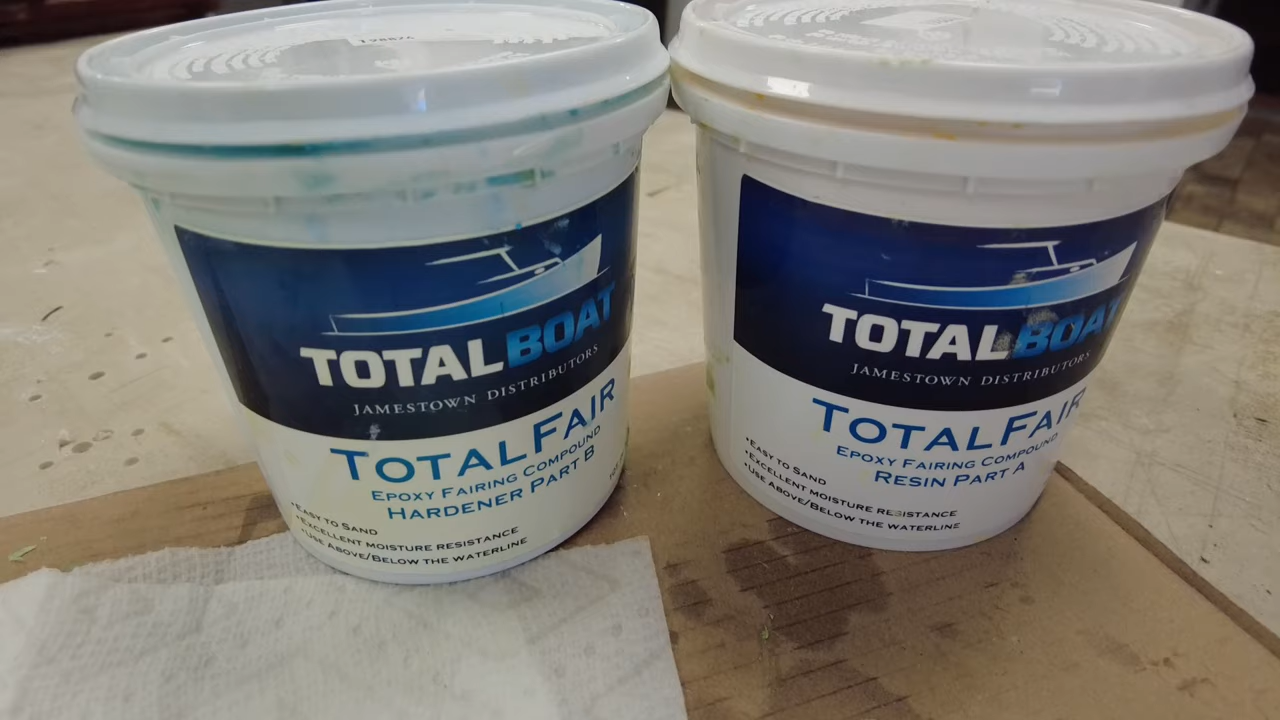 TOTALBOAT
JAMESTOWN DISTRIBUTORS
TOTALFAIR
EPOXY FAIRING COMPOUND
HARDENER PART B
•EASY TO SAND
•EXCELLENT MOISTURE RESISTANCE
•USE ABOVE/BELOW THE WATERLINE
TOTALBOAT
JAMESTOWN DISTRIBUTORS
TOTALFAIR
EPOXY FAIRING COMPOUND
RESIN PART A
•EASY TO SAND
•EXCELLENT MOISTURE RESISTANCE
•USE ABOVE/BELOW THE WATERLINE